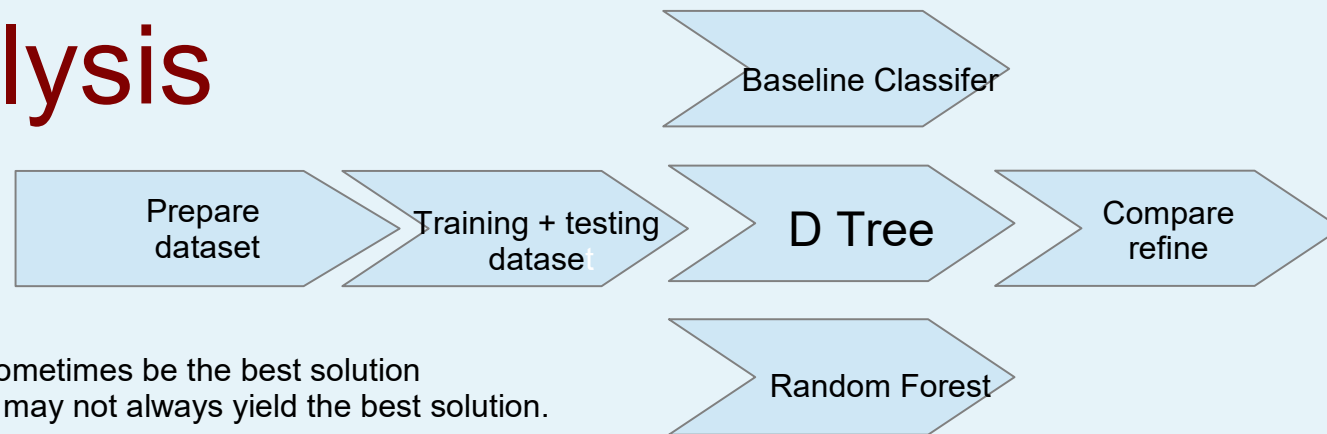 lysis
Baseline Classifer
Prepare
dataset
Training + testing
dataset
D Tree
Compare
refine
Random Forest
ometimes be the best solution
may not always yield the best solution.